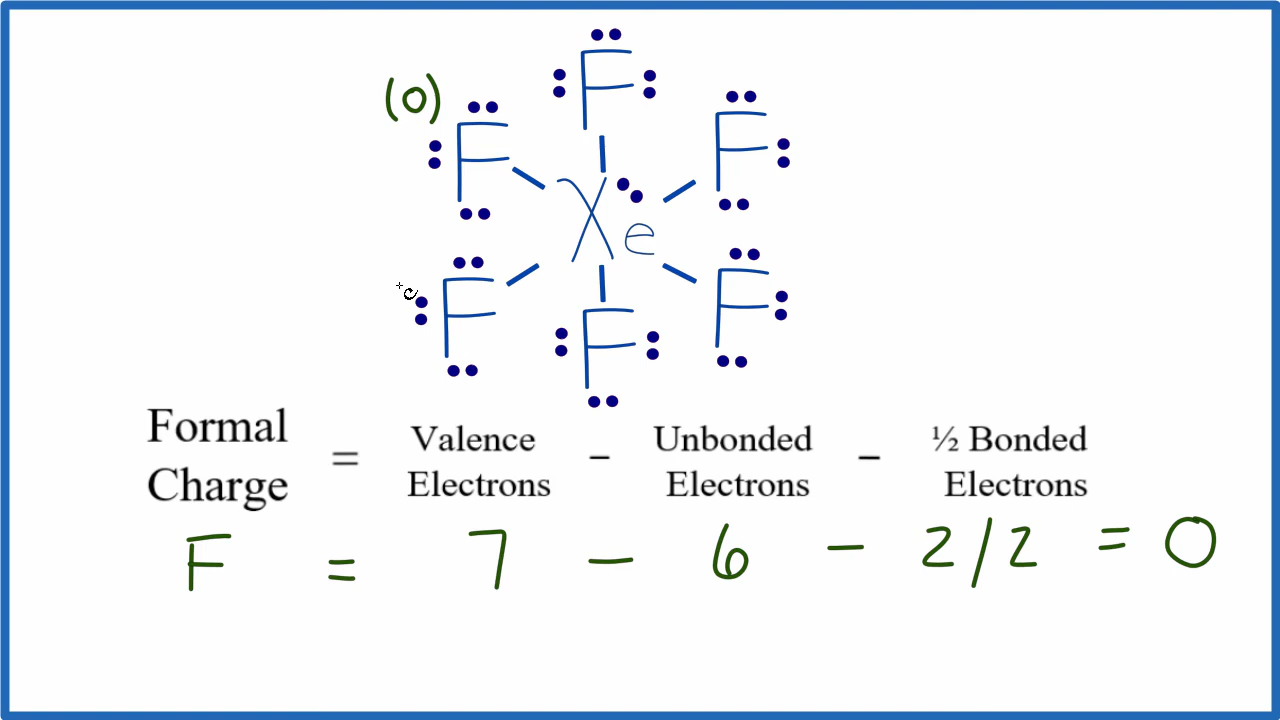 F
(0)
F
F
Xe
F
F
F
Formal Charge = Valence Electrons − Unbonded Electrons − ½ Bonded Electrons
F = 7 − 6 − 2/2 = 0